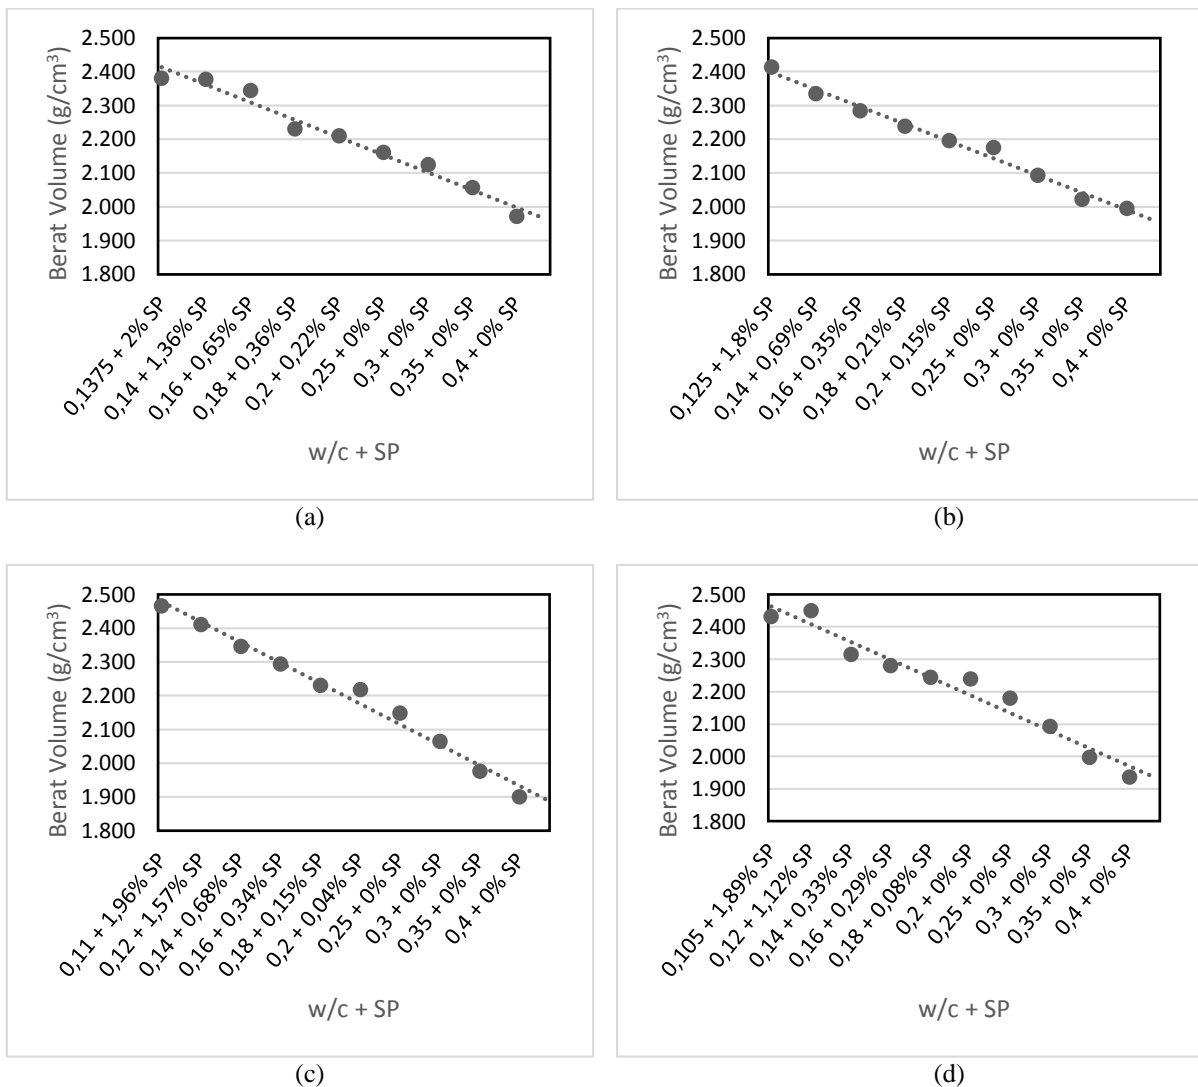 Berat Volume (g/cm³)
2.500
2.400
2.300
2.200
2.100
2.000
1.900
1.800
0,1375 + 2% SP
0,14 + 1,36% SP
0,16 + 0,65% SP
0,18 + 0,36% SP
0,2 + 0,22% SP
0,25 + 0% SP
0,3 + 0% SP
0,35 + 0% SP
0,4 + 0% SP
w/c + SP
(a)
Berat Volume (g/cm³)
2.500
2.400
2.300
2.200
2.100
2.000
1.900
1.800
0,125 + 1,8% SP
0,14 + 0,69% SP
0,16 + 0,35% SP
0,18 + 0,21% SP
0,2 + 0,15% SP
0,25 + 0% SP
0,3 + 0% SP
0,35 + 0% SP
0,4 + 0% SP
w/c + SP
(b)
Berat Volume (g/cm³)
2.500
2.400
2.300
2.200
2.100
2.000
1.900
1.800
0,11 + 1,96% SP
0,12 + 1,57% SP
0,14 + 0,68% SP
0,16 + 0,34% SP
0,18 + 0,15% SP
0,2 + 0,04% SP
0,25 + 0% SP
0,3 + 0% SP
0,35 + 0% SP
0,4 + 0% SP
w/c + SP
(c)
Berat Volume (g/cm³)
2.500
2.400
2.300
2.200
2.100
2.000
1.900
1.800
0,105 + 1,89% SP
0,12 + 1,12% SP
0,14 + 0,33% SP
0,16 + 0,29% SP
0,18 + 0,08% SP
0,2 + 0% SP
0,25 + 0% SP
0,3 + 0% SP
0,35 + 0% SP
0,4 + 0% SP
w/c + SP
(d)